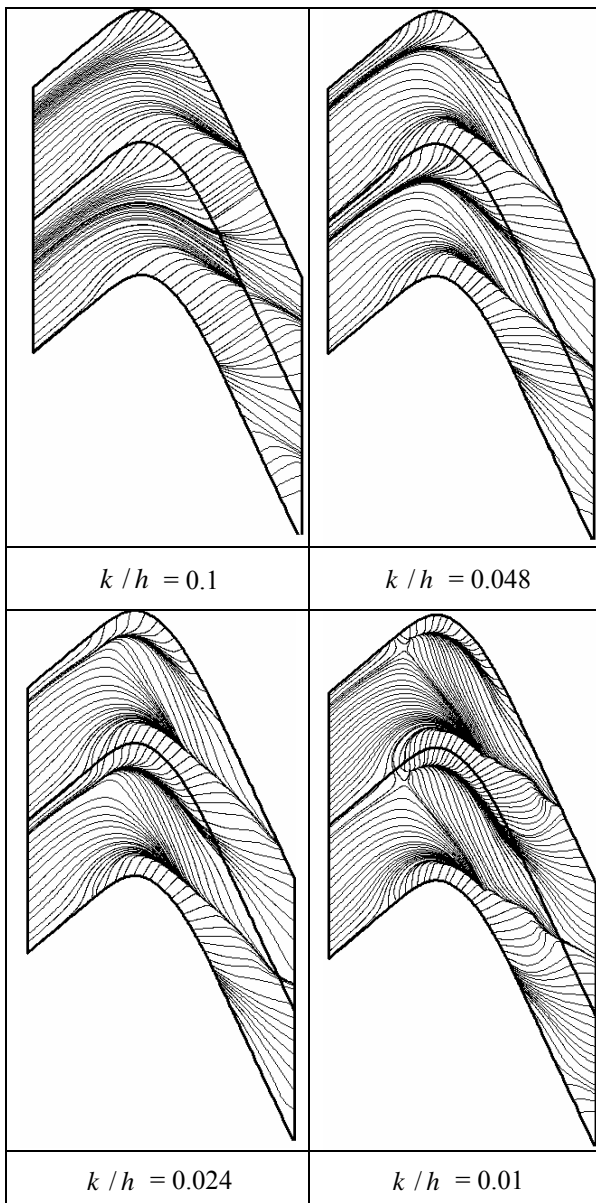 k / h = 0.1
k / h = 0.048
k / h = 0.024
k / h = 0.01